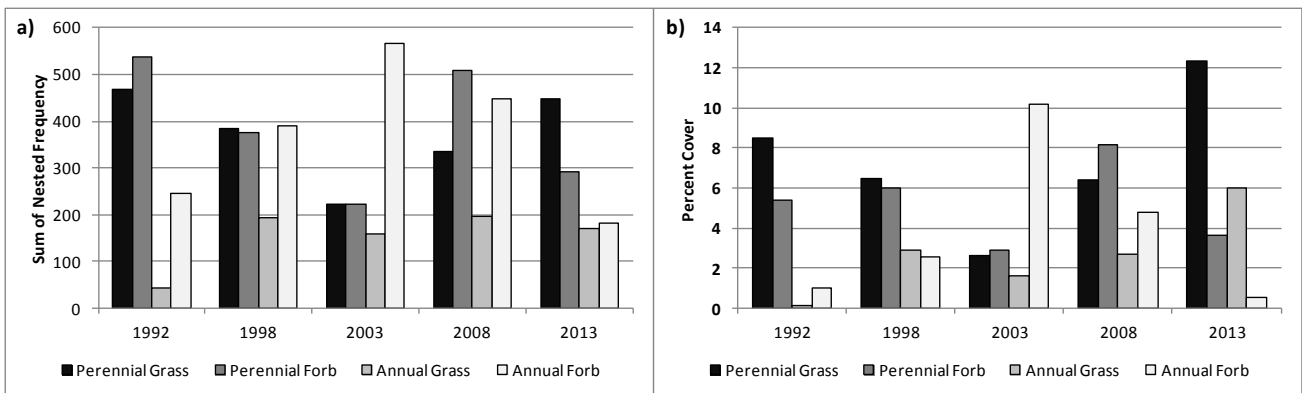 a)
Sum of Nested Frequency
600
500
400
300
200
100
0
1992 1998 2003 2008 2013
Perennial Grass Perennial Forb Annual Grass Annual Forb
b)
Percent Cover
14
12
10
8
6
4
2
0
1992 1998 2003 2008 2013
Perennial Grass Perennial Forb Annual Grass Annual Forb